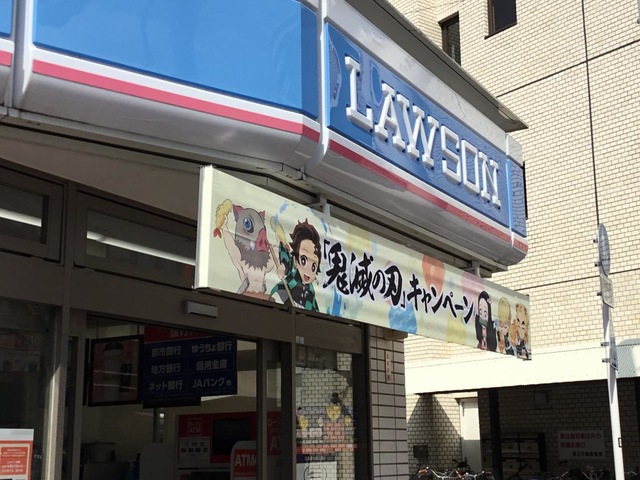 LAWSON
「鬼滅の刃」キャンペーン
都市銀行 ゆうちょ銀行
地方銀行 信用金庫
ネット銀行 JAバンク 他
ATM